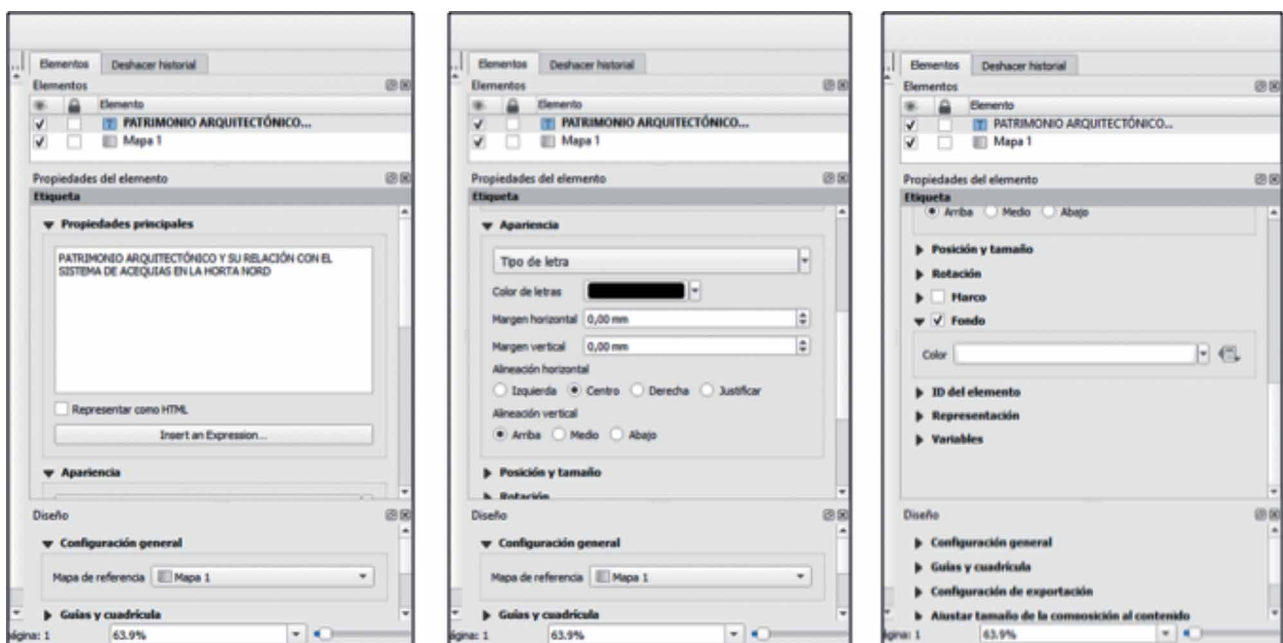 Elementos
Deshacer historial
Elementos
Elemento
PATRIMONIO ARQUITECTÓNICO...
Mapa 1
Propiedades del elemento
Etiqueta
Propiedades principales
PATRIMONIO ARQUITECTÓNICO Y SU RELACIÓN CON EL
SISTEMA DE ACEQUIAS EN LA HORTA NORD
Representar como HTML
Insert an Expression...
Apariencia
Diseño
Configuración general
Mapa de referencia Mapa 1
Guías y cuadrícula
ágina: 1 63.9%
Elementos
Deshacer historial
Elementos
Elemento
PATRIMONIO ARQUITECTÓNICO...
Mapa 1
Propiedades del elemento
Etiqueta
Apariencia
Tipo de letra
Color de letras
Margen horizontal 0,00 mm
Margen vertical 0,00 mm
Alineación horizontal
Izquierda Centro Derecha Justificar
Alineación vertical
Arriba Medio Abajo
Posición y tamaño
Rotación
Diseño
Configuración general
Mapa de referencia Mapa 1
Guías y cuadrícula
ágina: 1 63.9%
Elementos
Deshacer historial
Elementos
Elemento
PATRIMONIO ARQUITECTÓNICO...
Mapa 1
Propiedades del elemento
Etiqueta
Arriba Medio Abajo
Posición y tamaño
Rotación
Marco
Fondo
Color
ID del elemento
Representación
Variables
Diseño
Configuración general
Guías y cuadrícula
Configuración de exportación
Ajustar tamaño de la composición al contenido
ágina: 1 63.9%